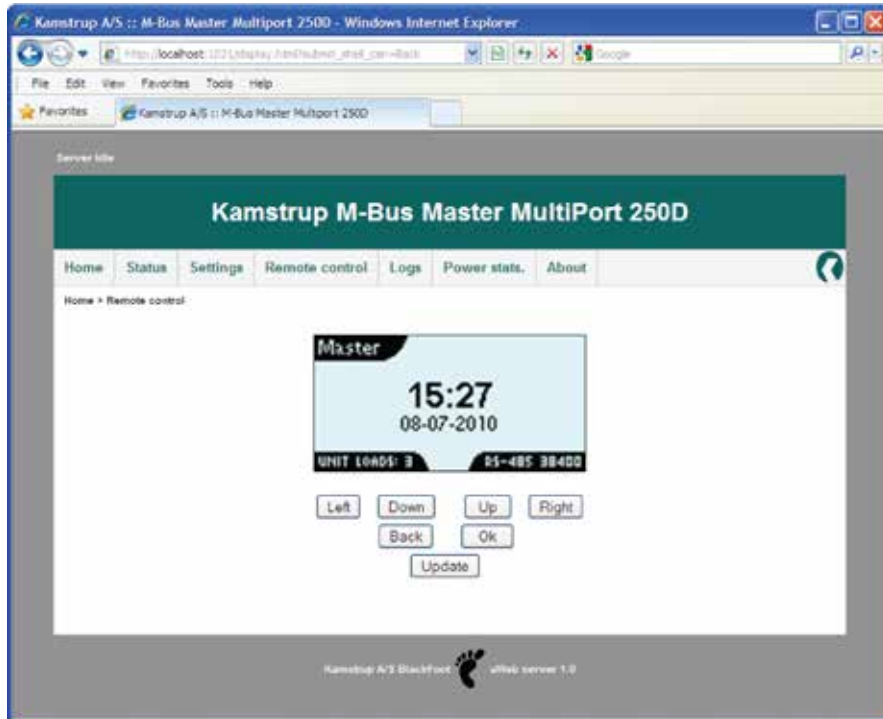 Kamstrup A/S :: M-Bus Master Multiport 250D - Windows Internet Explorer
Google
File Edit View Favorites Tools Help
Favorites Kamstrup A/S :: M-Bus Master Multiport 250D
Server Idle
Kamstrup M-Bus Master MultiPort 250D
Home Status Settings Remote control Logs Power stats. About
Home > Remote control
Master
15:27
08-07-2010
UNIT LOADS: 3 RS-485 38400
Left Down Up Right
Back Ok
Update
Kamstrup A/S BlackFoot uWeb server 1.0